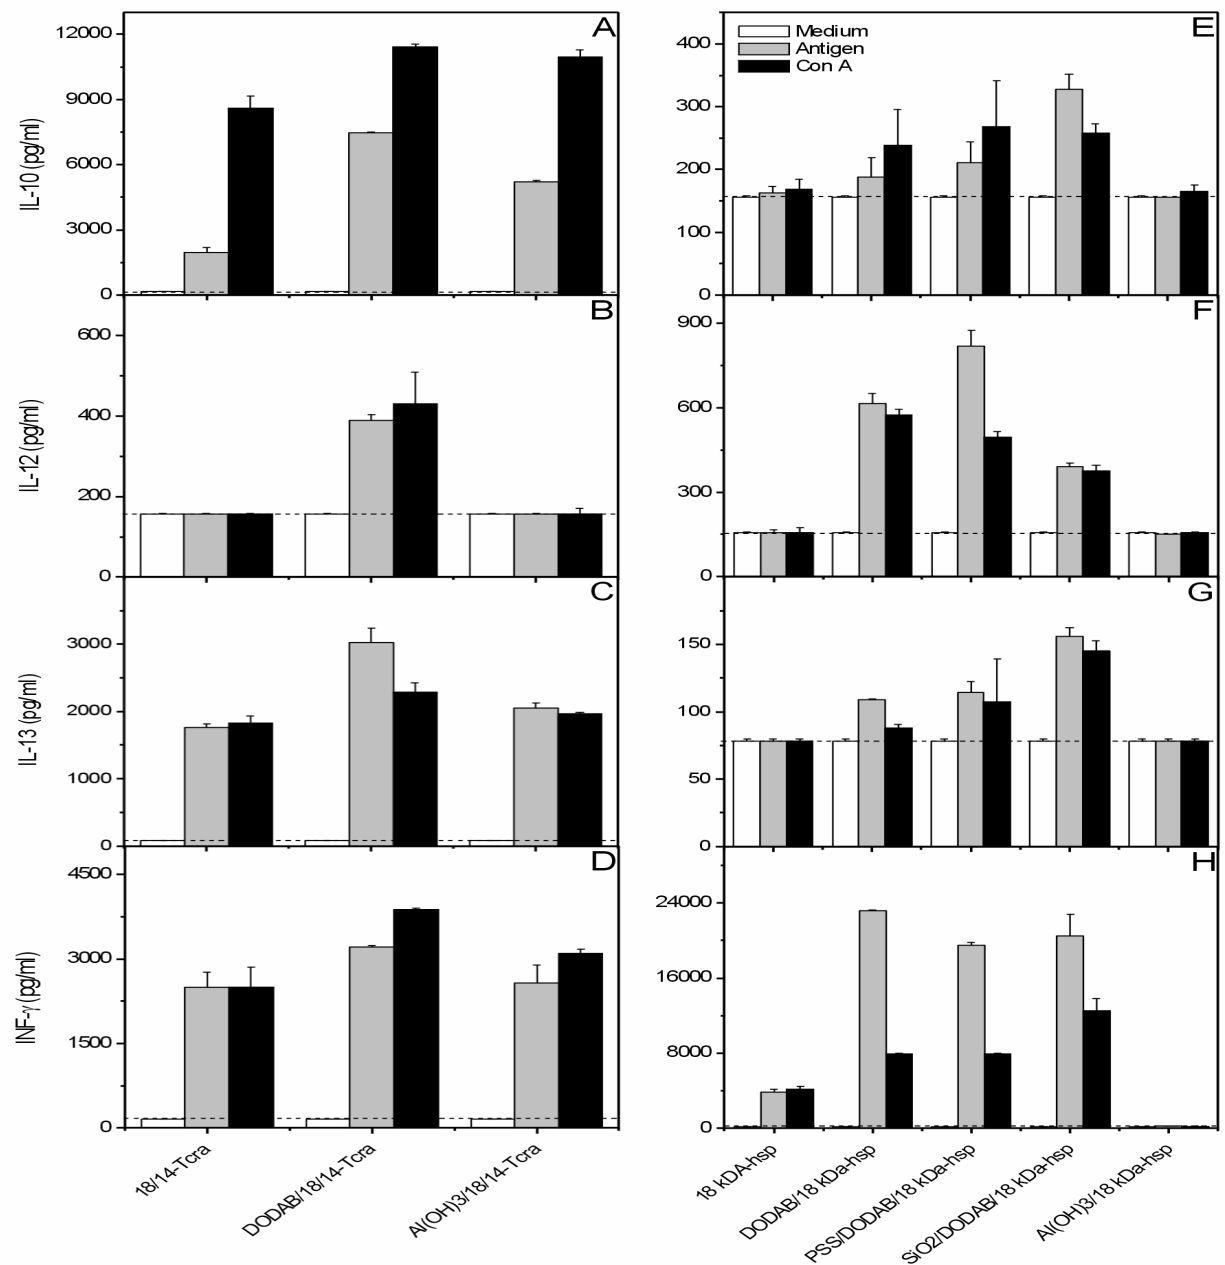 A
IL-10 (pg/ml)
12000
9000
6000
3000
0
B
IL-12 (pg/ml)
600
400
200
0
C
IL-13 (pg/ml)
3000
2000
1000
0
D
INF-γ (pg/ml)
4500
3000
1500
0
18/14-Tcra
DODAB/18/14-Tcra
Al(OH)3/18/14-Tcra
E
Medium
Antigen
Con A
400
300
200
100
0
F
900
600
300
0
G
150
100
50
0
H
24000
16000
8000
0
18 kDA-hsp
DODAB/18 kDa-hsp
PSS/DODAB/18 kDa-hsp
SiO2/DODAB/18 kDa-hsp
Al(OH)3/18 kDa-hsp